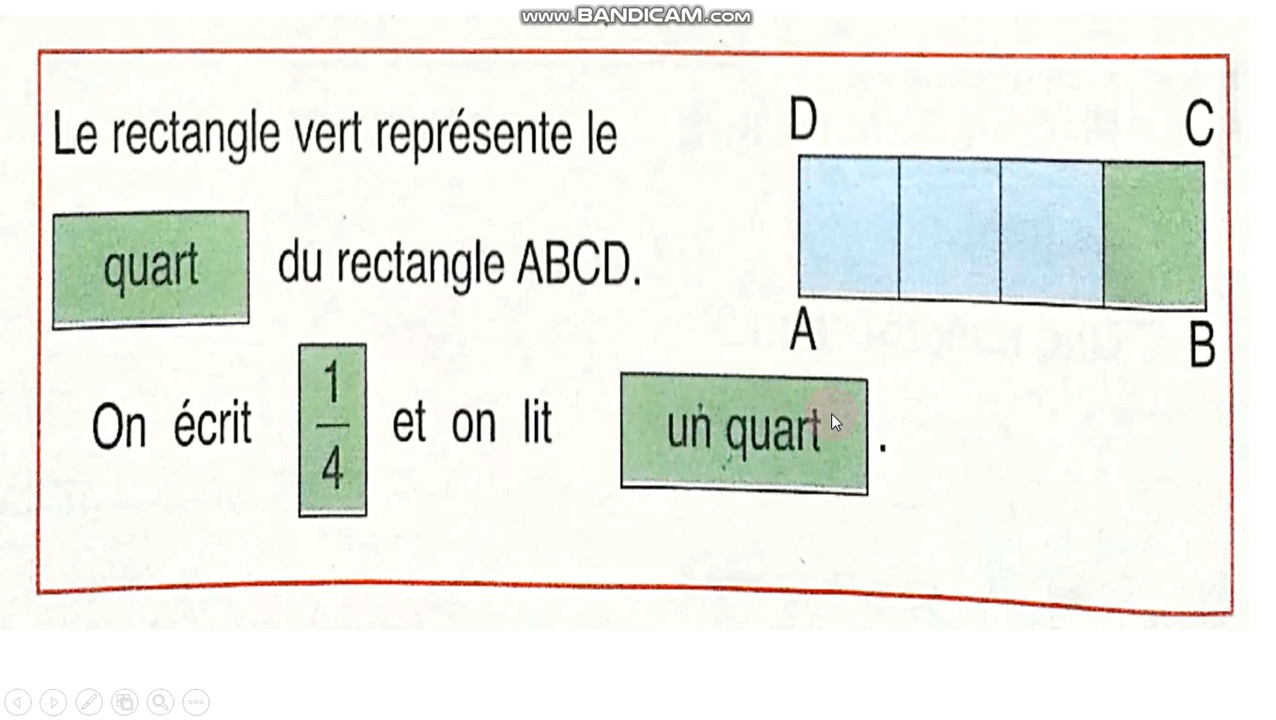 www.BANDICAM.com
Le rectangle vert représente le
quart du rectangle ABCD.
On écrit 1/4 et on lit un quart .
D C
A B